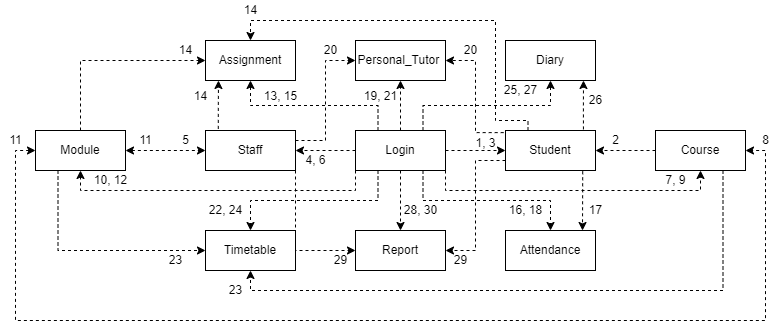 14
14
Assignment
20
Personal_Tutor
20
Diary
14
13, 15
19, 21
25, 27
26
11
Module
11
5
Staff
4, 6
Login
1, 3
Student
2
Course
8
10, 12
7, 9
22, 24
28, 30
16, 18
17
23
Timetable
29
Report
29
Attendance
23